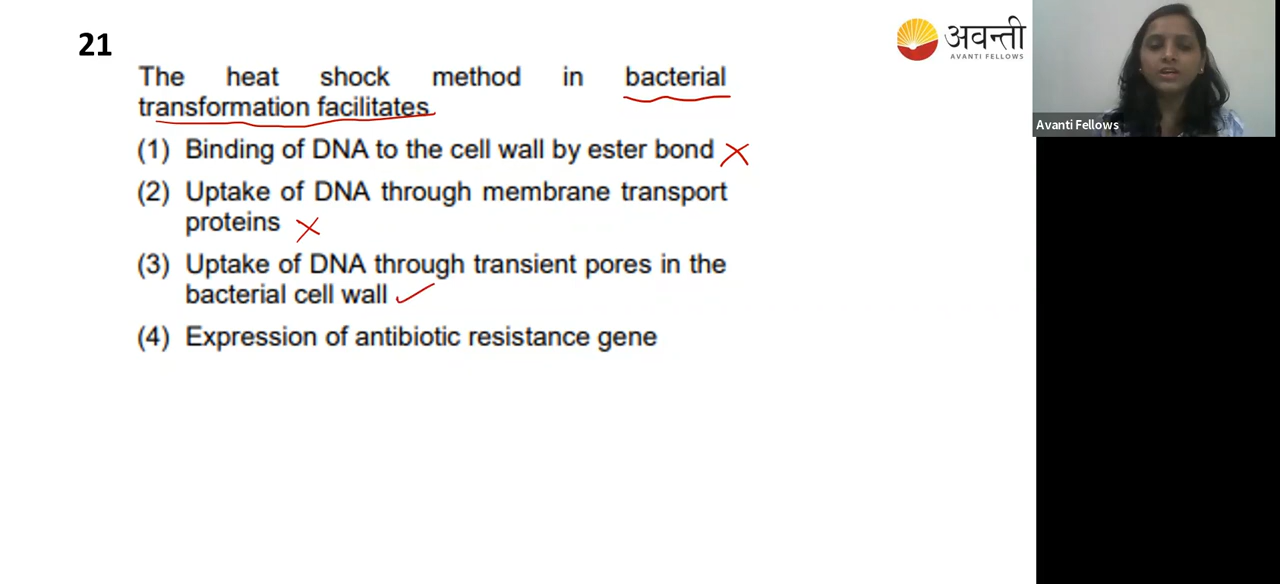 21
अवन्ती
AVANTI FELLOWS
Avanti Fellows
The heat shock method in bacterial
transformation facilitates.
(1) Binding of DNA to the cell wall by ester bond
(2) Uptake of DNA through membrane transport
proteins
(3) Uptake of DNA through transient pores in the
bacterial cell wall
(4) Expression of antibiotic resistance gene